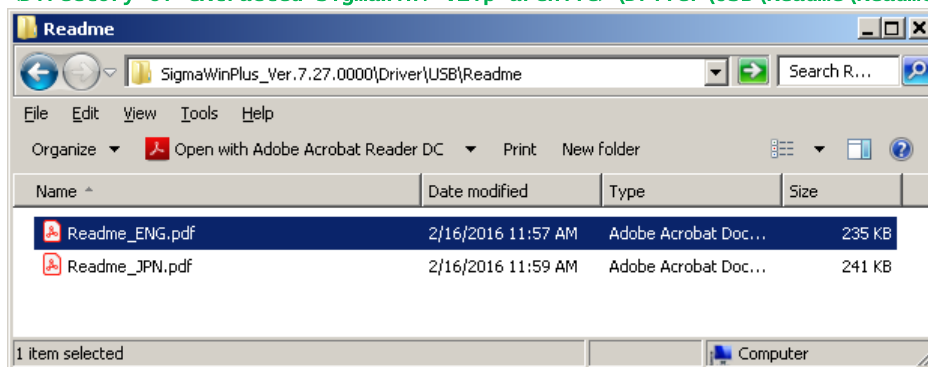 Readme
SigmaWinPlus_Ver.7.27.0000\Driver\USB\Readme Search R...
File Edit View Tools Help
Organize Open with Adobe Acrobat Reader DC Print New folder
Name Date modified Type Size
Readme_ENG.pdf 2/16/2016 11:57 AM Adobe Acrobat Doc... 235 KB
Readme_JPN.pdf 2/16/2016 11:59 AM Adobe Acrobat Doc... 241 KB
1 item selected Computer